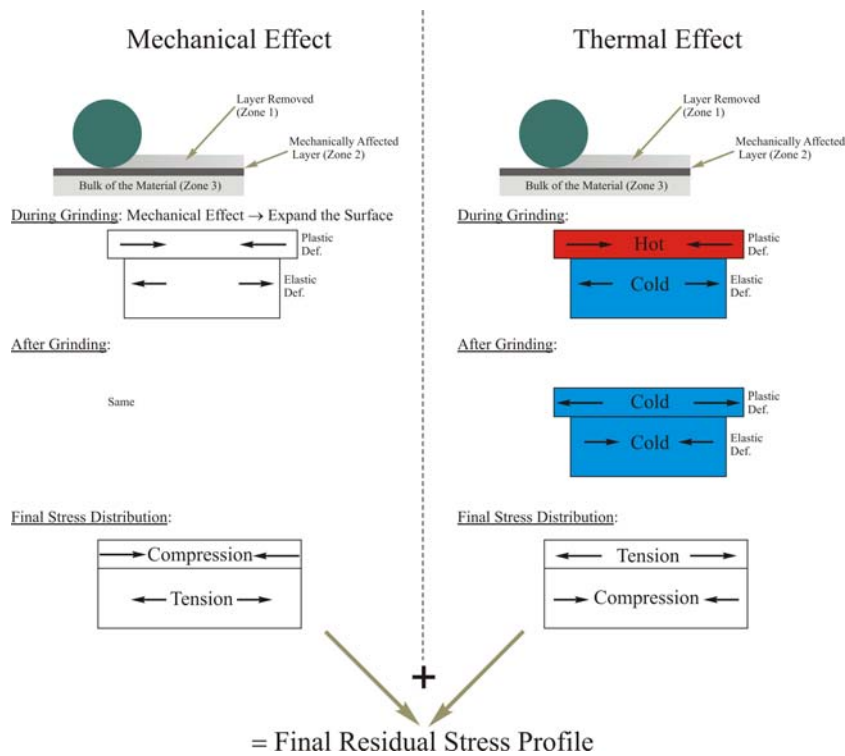 Mechanical Effect
Layer Removed
(Zone 1)
Mechanically Affected
Layer (Zone 2)
Bulk of the Material (Zone 3)
During Grinding: Mechanical Effect → Expand the Surface
Plastic
Def.
Elastic
Def.
After Grinding:
Same
Final Stress Distribution:
Compression
Tension
Thermal Effect
Layer Removed
(Zone 1)
Mechanically Affected
Layer (Zone 2)
Bulk of the Material (Zone 3)
During Grinding:
Hot
Plastic
Def.
Cold
Elastic
Def.
After Grinding:
Cold
Plastic
Def.
Cold
Elastic
Def.
Final Stress Distribution:
Tension
Compression
+
= Final Residual Stress Profile